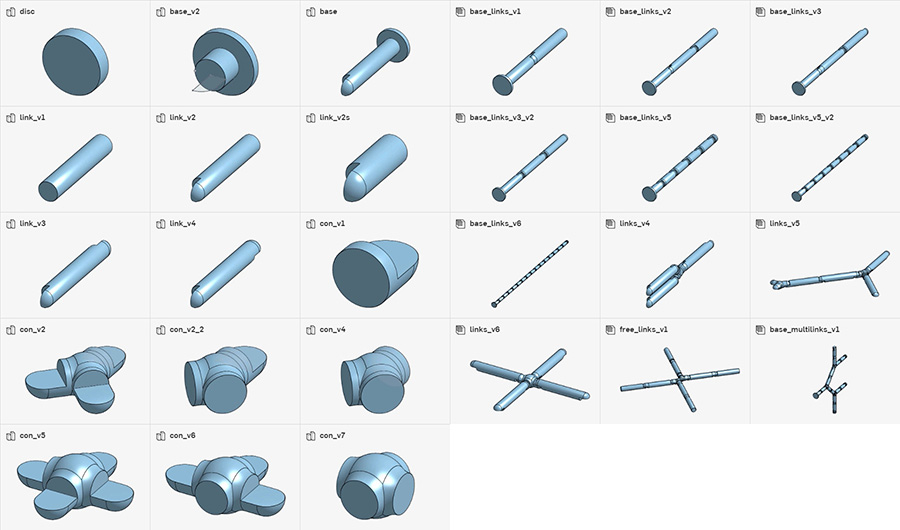 disc
base_v2
base
base_links_v1
base_links_v2
base_links_v3
link_v1
link_v2
link_v2s
base_links_v3_v2
base_links_v5
base_links_v5_v2
link_v3
link_v4
con_v1
base_links_v6
links_v4
links_v5
con_v2
con_v2_2
con_v4
links_v6
free_links_v1
base_multilinks_v1
con_v5
con_v6
con_v7